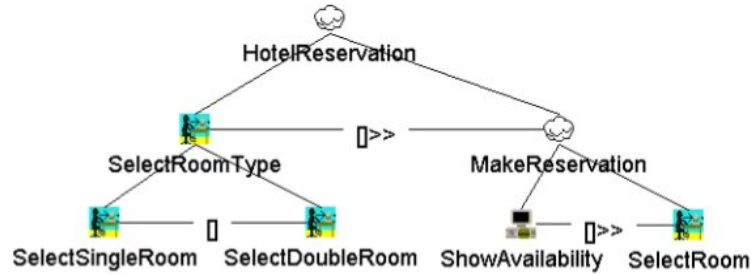 HotelReservation
[]>>
SelectRoomType
MakeReservation
[]
[]>>
SelectSingleRoom
SelectDoubleRoom
ShowAvailability
SelectRoom